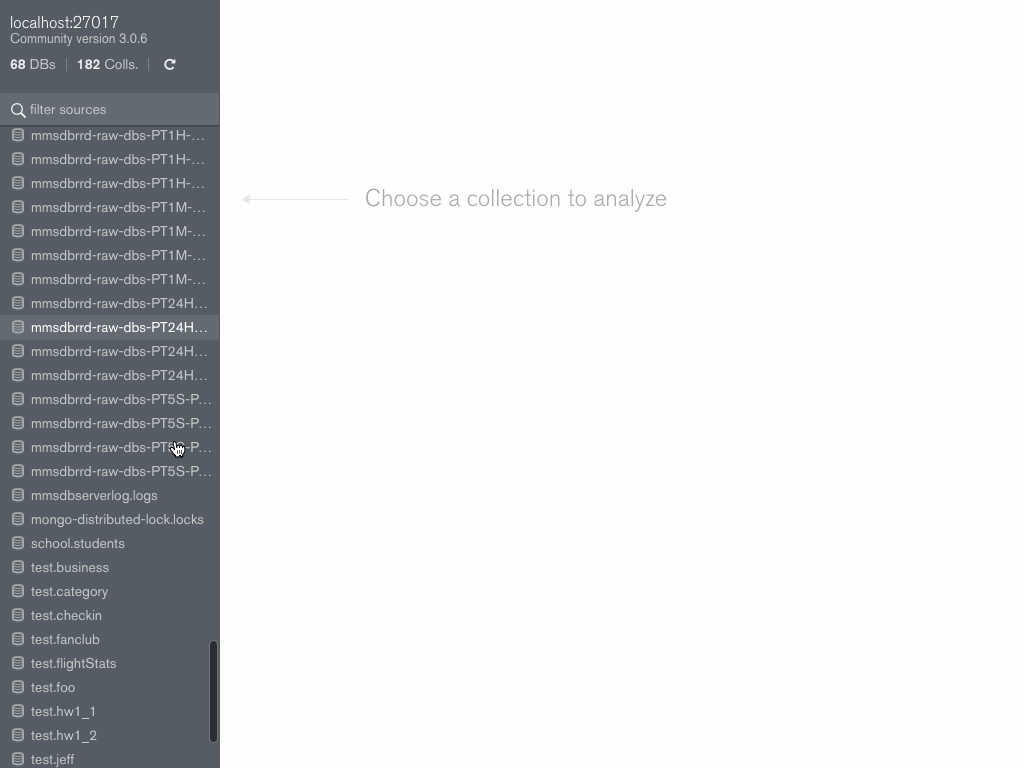 localhost:27017
Community version 3.0.6
68 DBs | 182 Colls.
filter sources
mmsdbrrd-raw-dbs-PT1H-...
mmsdbrrd-raw-dbs-PT1H-...
mmsdbrrd-raw-dbs-PT1H-...
mmsdbrrd-raw-dbs-PT1M-...
Choose a collection to analyze
mmsdbrrd-raw-dbs-PT1M-...
mmsdbrrd-raw-dbs-PT1M-...
mmsdbrrd-raw-dbs-PT1M-...
mmsdbrrd-raw-dbs-PT24H...
mmsdbrrd-raw-dbs-PT24H...
mmsdbrrd-raw-dbs-PT24H...
mmsdbrrd-raw-dbs-PT24H...
mmsdbrrd-raw-dbs-PT5S-P...
mmsdbrrd-raw-dbs-PT5S-P...
mmsdbrrd-raw-dbs-PT5S-P...
mmsdbrrd-raw-dbs-PT5S-P...
mmsdbserverlog.logs
mongo-distributed-lock.locks
school.students
test.business
test.category
test.checkin
test.fanclub
test.flightStats
test.foo
test.hw1_1
test.hw1_2
test.jeff